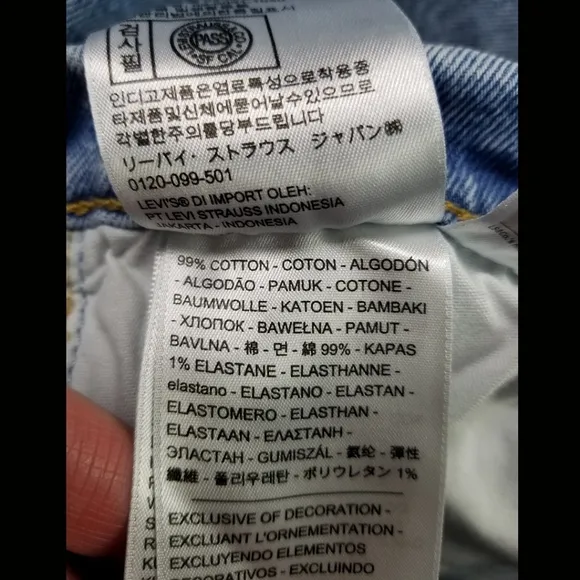 검사필
PASS
SF CAL
인디고제품은염료특성으로착용중
타제품및신체에묻어날수있으므로
각별한주의를당부드립니다
リーバイ・ストラウス ジャパン㈱
0120-099-501
LEVI'S® DI IMPORT OLEH:
PT LEVI STRAUSS INDONESIA
JAKARTA - INDONESIA
99% COTTON - COTON - ALGODÓN
- ALGODÃO - PAMUK - COTONE -
BAUMWOLLE - KATOEN - BAMBAKI
- ХЛОПОК - BAWEŁNA - PAMUT -
BAVLNA - 棉 - 면 - 綿 99% - KAPAS
1% ELASTANE - ELASTHANNE -
elastano - ELASTANO - ELASTAN -
ELASTOMERO - ELASTHAN -
ELASTAAN - ΕΛΑΣΤΑΝΗ -
ЭЛАСТАН - GUMISZÁL - 氨纶 - 彈性
纖維 - 폴리우레탄 - ポリウレタン 1%
EXCLUSIVE OF DECORATION -
EXCLUANT L'ORNEMENTATION -
EXCLUYENDO ELEMENTOS
DECORATIVOS - EXCLUIDO